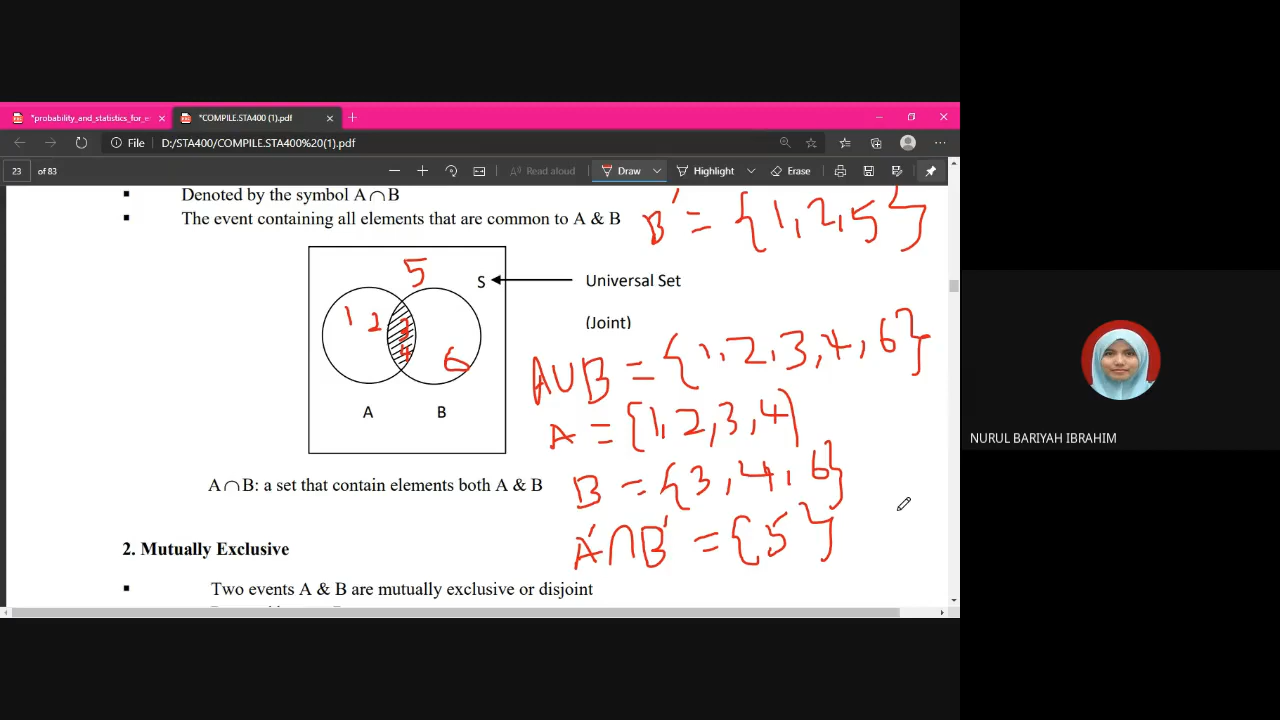 *probability_and_statistics_for_e
*COMPILE.STA400 (1).pdf
File D:/STA400/COMPILE.STA400%20(1).pdf
23 of 83
Read aloud
Draw
Highlight
Erase
Denoted by the symbol A∩B
The event containing all elements that are common to A & B
B' = {1, 2, 5}
5
S
Universal Set
(Joint)
1 2 3 4 6
A∪B = {1, 2, 3, 4, 6}
A B
A = {1, 2, 3, 4}
B = {3, 4, 6}
A∩B: a set that contain elements both A & B
A'∩B' = {5}
2. Mutually Exclusive
Two events A & B are mutually exclusive or disjoint
NURUL BARIYAH IBRAHIM